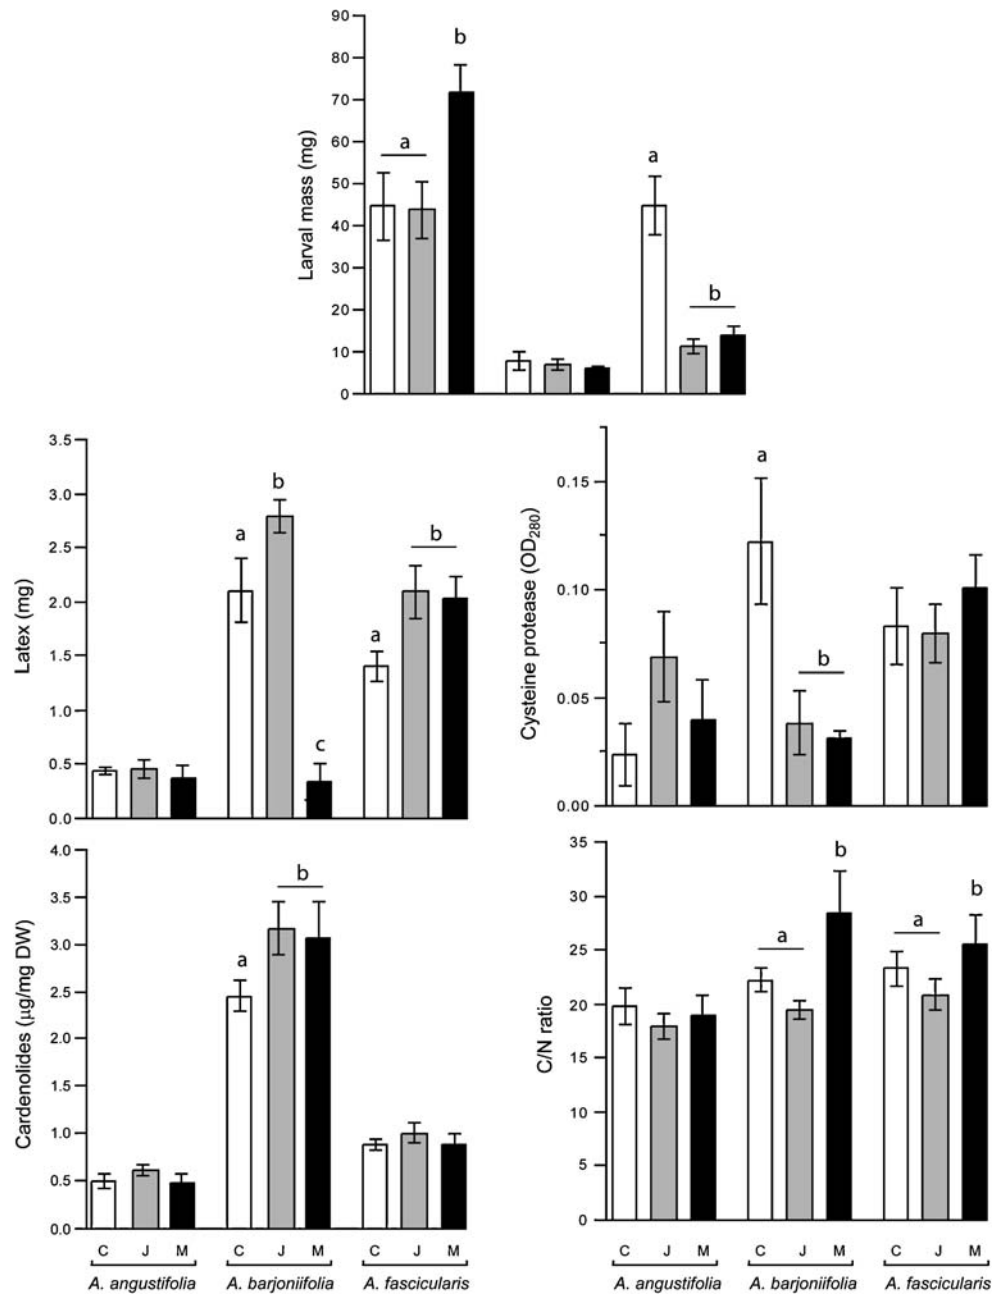 Larval mass (mg)
90
80
70
60
50
40
30
20
10
0
a
b
a
b
Latex (mg)
3.5
3.0
2.5
2.0
1.5
1.0
0.5
0.0
a
b
c
a
b
Cysteine protease (OD280)
0.15
0.10
0.05
0.00
a
b
Cardenolides (µg/mg DW)
4.0
3.5
3.0
2.5
2.0
1.5
1.0
0.5
0.0
a
b
C J M C J M C J M
A. angustifolia A. barjoniifolia A. fascicularis
C/N ratio
35
30
25
20
15
10
5
0
a
b
a
b
C J M C J M C J M
A. angustifolia A. barjoniifolia A. fascicularis